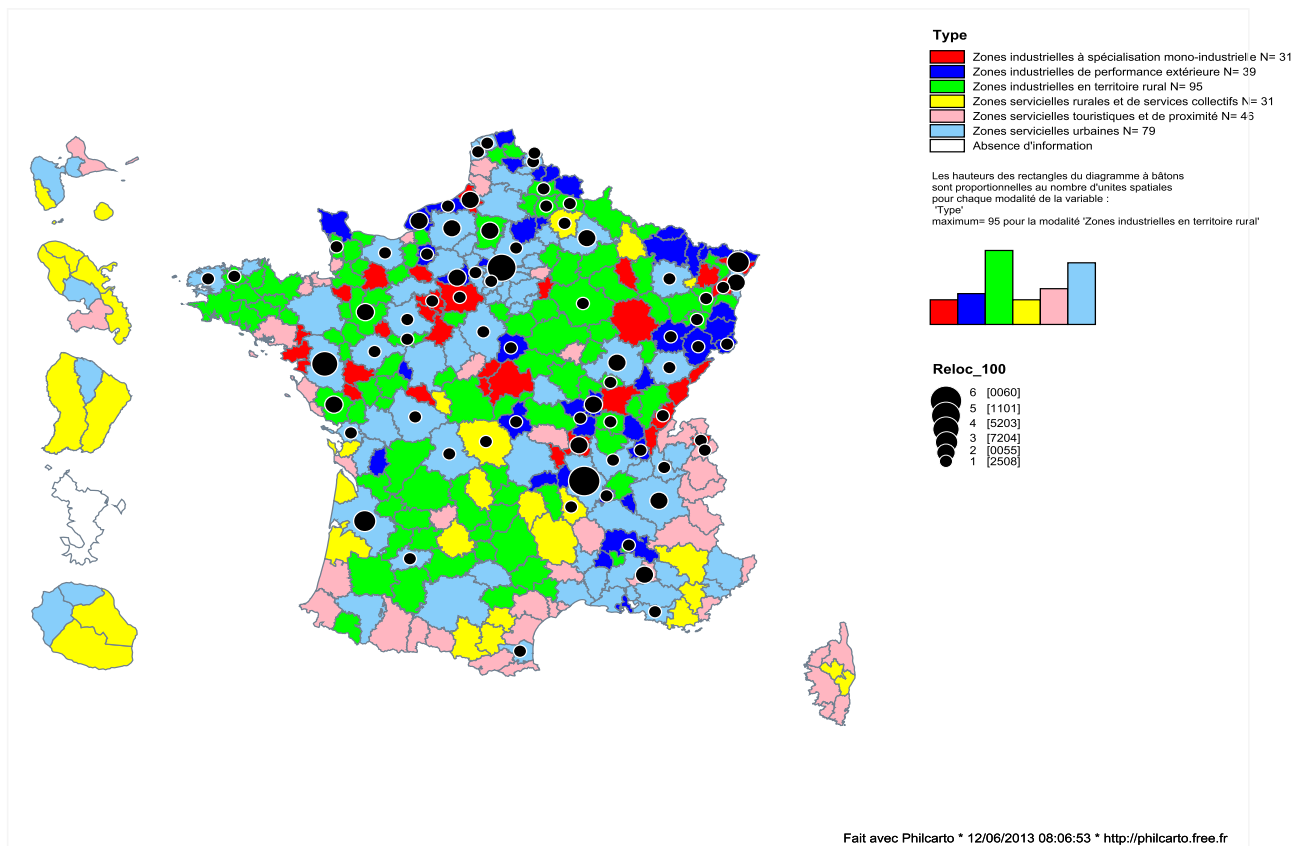 Type
Zones industrielles à spécialisation mono-industrielle N= 31
Zones industrielles de performance extérieure N= 39
Zones industrielles en territoire rural N= 95
Zones servicielles rurales et de services collectifs N= 31
Zones servicielles touristiques et de proximité N= 46
Zones servicielles urbaines N= 79
Absence d'information
Les hauteurs des rectangles du diagramme à bâtons
sont proportionnelles au nombre d'unites spatiales
pour chaque modalité de la variable :
'Type'
maximum= 95 pour la modalité 'Zones industrielles en territoire rural'
Reloc_100
6 [0060]
5 [1101]
4 [5203]
3 [7204]
2 [0055]
1 [2508]
Fait avec Philcarto * 12/06/2013 08:06:53 * http://philcarto.free.fr